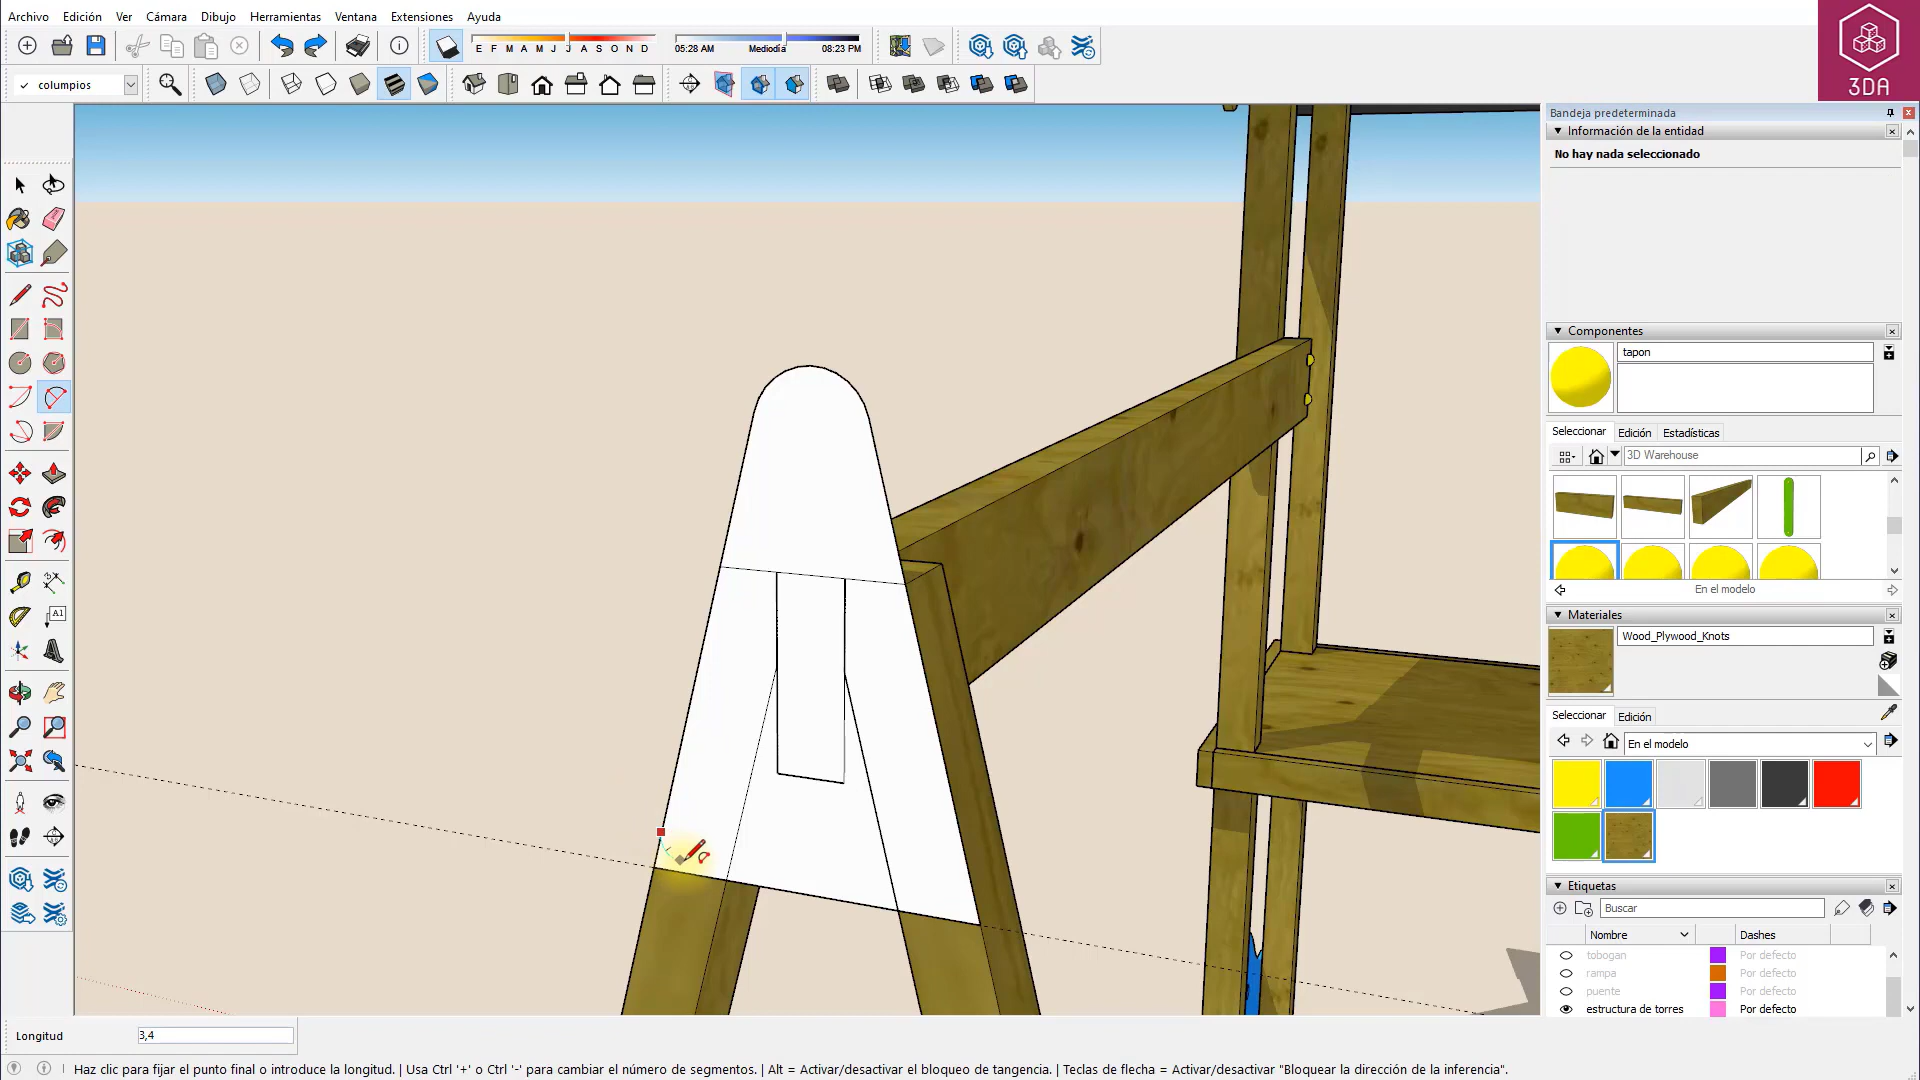 Archivo Edición Ver Cámara Dibujo Herramientas Ventana Extensiones Ayuda
E F M A M J J A S O N D
05:28 AM Mediodía 08:23 PM
3DA
columpios
Bandeja predeterminada
Información de la entidad
No hay nada seleccionado
Componentes
tapon
Seleccionar Edición Estadísticas
3D Warehouse
En el modelo
Materiales
Wood_Plywood_Knots
Seleccionar Edición
En el modelo
Etiquetas
Buscar
Nombre Dashes
tobogan Por defecto
rampa Por defecto
puente Por defecto
estructura de torres Por defecto
A1
Longitud 3,4
Haz clic para fijar el punto final o introduce la longitud. | Usa Ctrl '+' o Ctrl '-' para cambiar el número de segmentos. | Alt = Activar/desactivar el bloqueo de tangencia. | Teclas de flecha = Activar/desactivar "Bloquear la dirección de la inferencia".